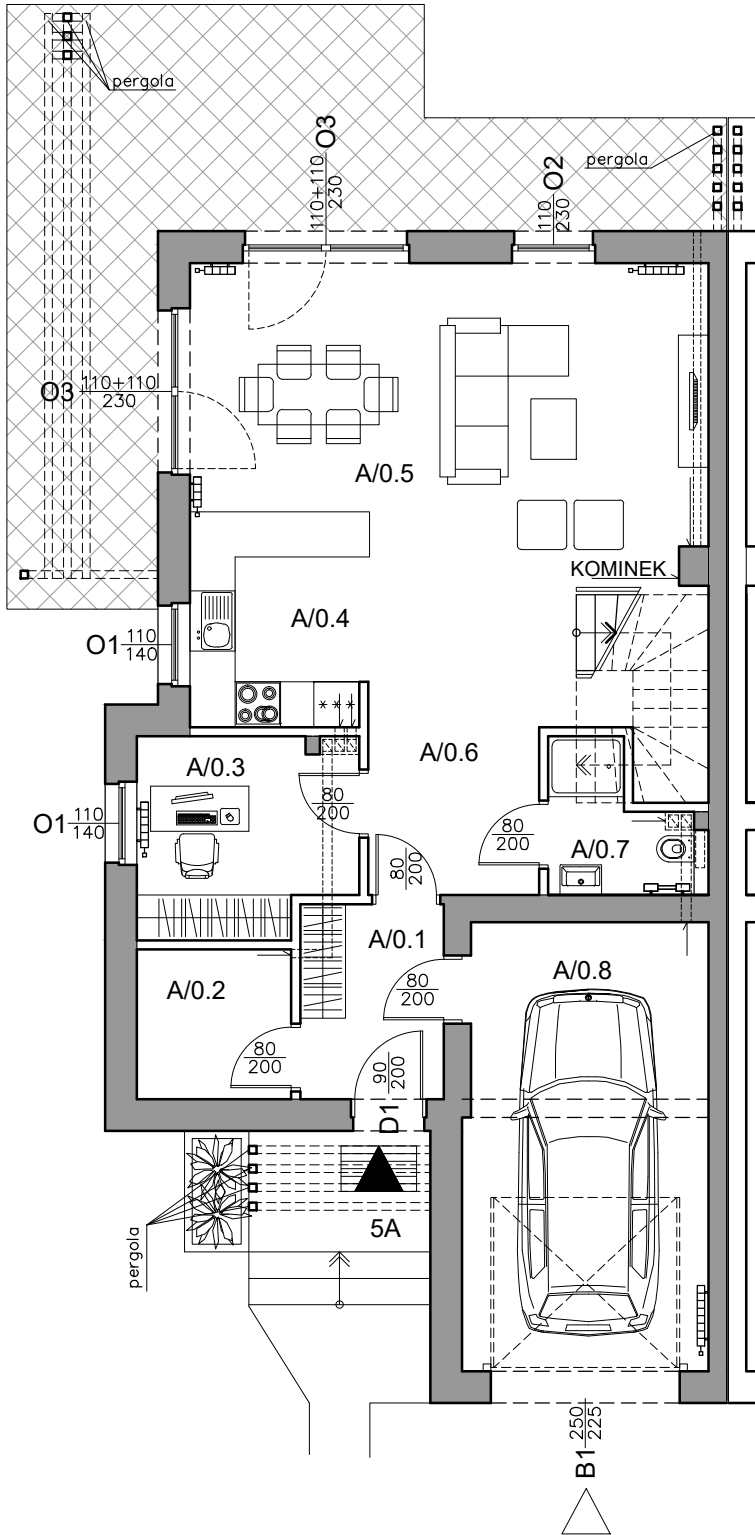 pergola
pergola
O3 110+110
230
O2 110
230
O3 110+110
230
A/0.5
KOMINEK
A/0.4
O1 110
140
A/0.6
A/0.3
80
200
O1 110
140
80
200
80
200
A/0.7
A/0.1
A/0.2
A/0.8
80
200
80
200
90
200
D1
5A
pergola
B1 250
225